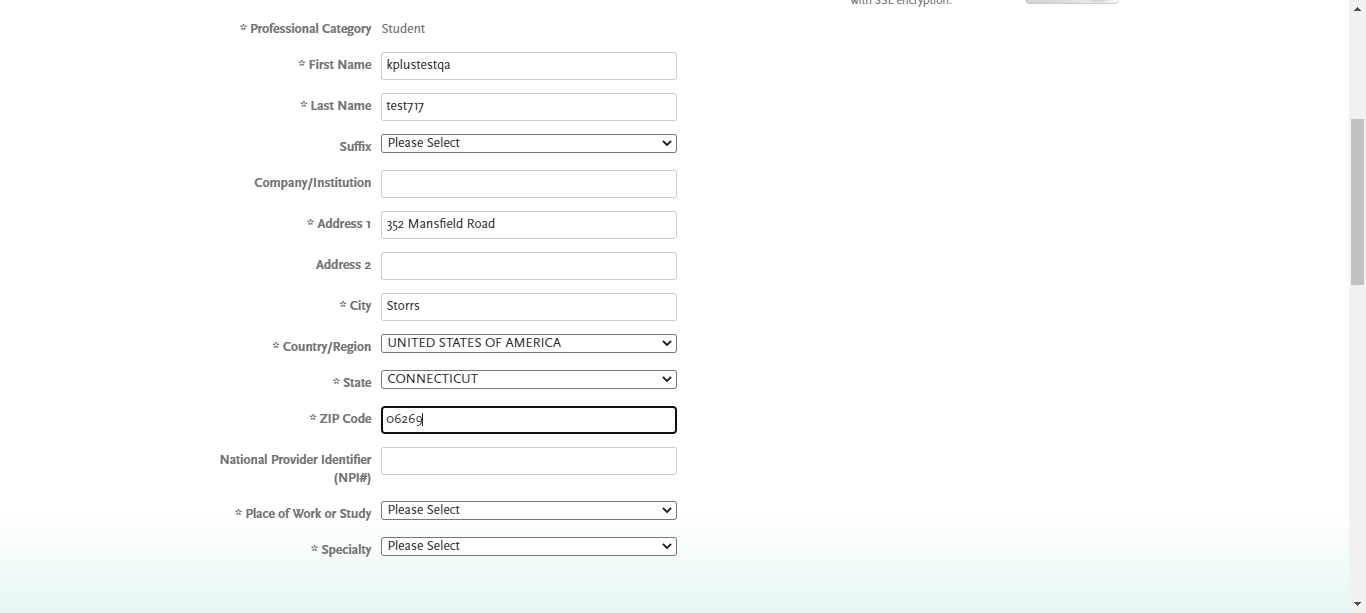 with SSL encryption.
* Professional Category Student
* First Name kplustestqa
* Last Name test717
Suffix Please Select
Company/Institution
* Address 1 352 Mansfield Road
Address 2
* City Storrs
* Country/Region UNITED STATES OF AMERICA
* State CONNECTICUT
* ZIP Code 06269
National Provider Identifier
(NPI#)
* Place of Work or Study Please Select
* Specialty Please Select